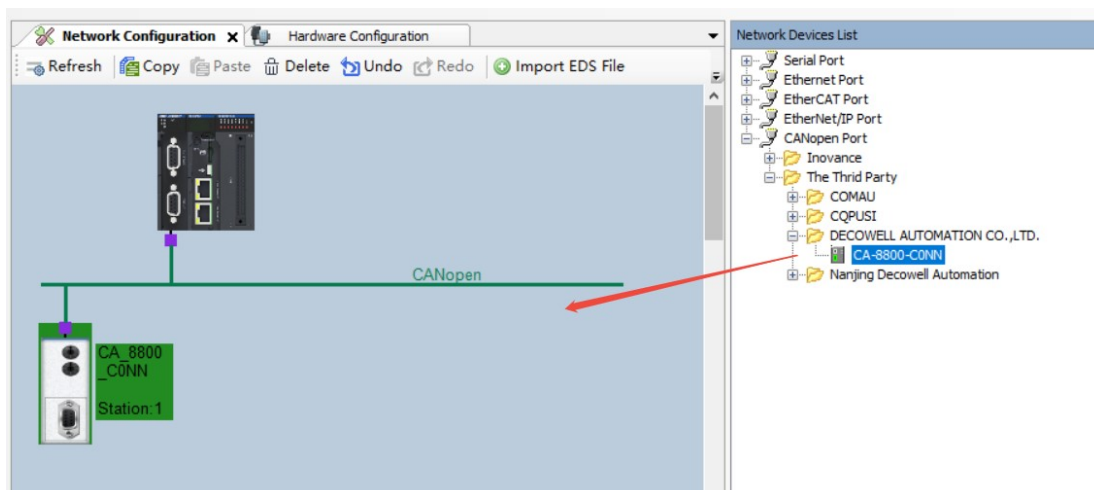 Network Configuration
Hardware Configuration
Refresh
Copy
Paste
Delete
Undo
Redo
Import EDS File
CANopen
CA_8800
_C0NN
Station:1
Network Devices List
Serial Port
Ethernet Port
EtherCAT Port
EtherNet/IP Port
CANopen Port
Inovance
The Thrid Party
COMAU
CQPUSI
DECOWELL AUTOMATION CO.,LTD.
CA-8800-C0NN
Nanjing Decowell Automation